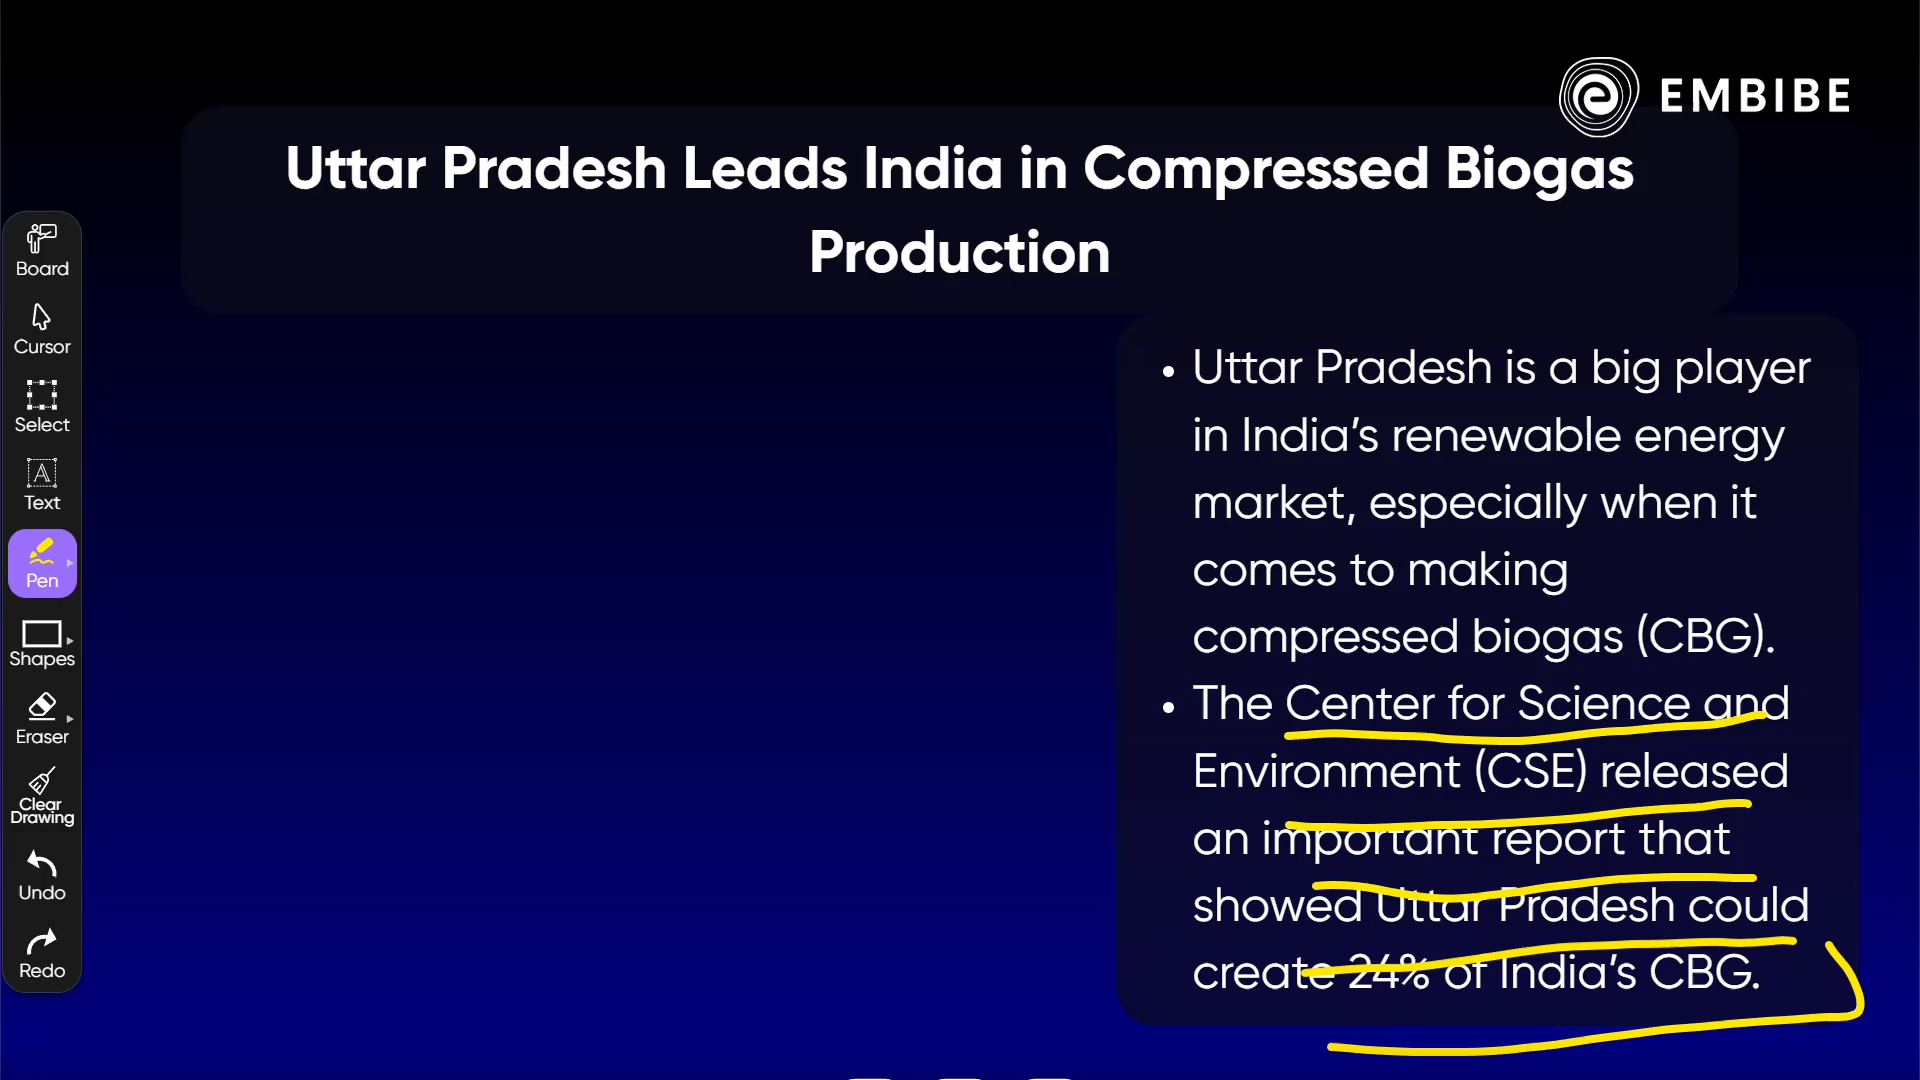 EMBIBE
Uttar Pradesh Leads India in Compressed Biogas
Production
Board
Cursor
Select
Text
Pen
Shapes
Eraser
Clear
Drawing
Undo
Redo
• Uttar Pradesh is a big player
in India’s renewable energy
market, especially when it
comes to making
compressed biogas (CBG).
• The Center for Science and
Environment (CSE) released
an important report that
showed Uttar Pradesh could
create 24% of India’s CBG.